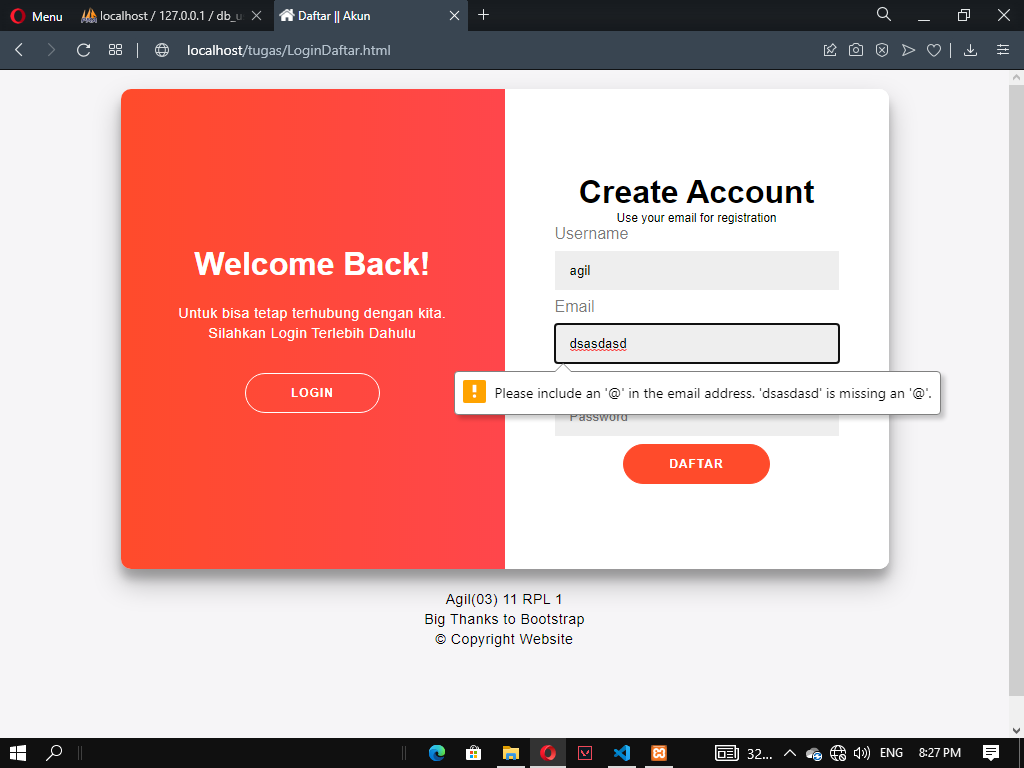 Menu
localhost / 127.0.0.1 / db_u
Daftar || Akun
localhost/tugas/LoginDaftar.html
Welcome Back!
Untuk bisa tetap terhubung dengan kita.
Silahkan Login Terlebih Dahulu
LOGIN
Create Account
Use your email for registration
Username
agil
Email
dsasdasd
Please include an '@' in the email address. 'dsasdasd' is missing an '@'.
Password
DAFTAR
Agil(03) 11 RPL 1
Big Thanks to Bootstrap
© Copyright Website
32...
ENG
8:27 PM